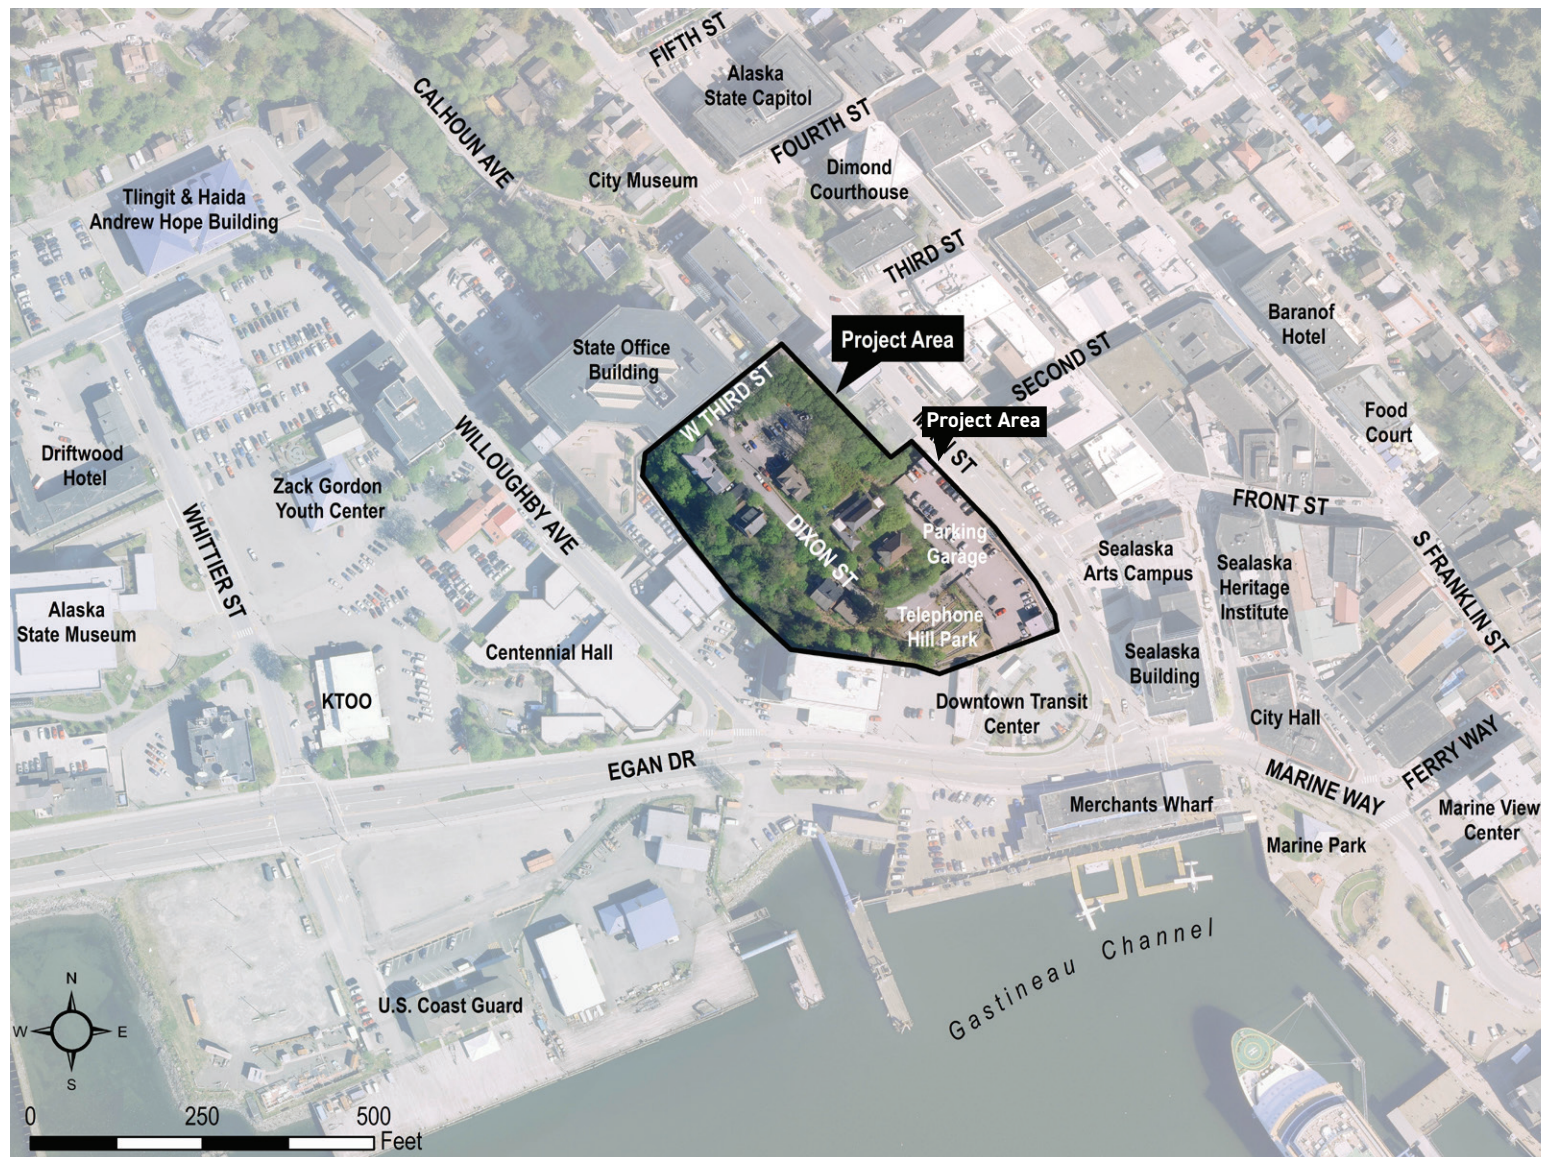 FIFTH ST
Alaska
State Capitol
CALHOUN AVE
FOURTH ST
Dimond
Courthouse
City Museum
Tlingit & Haida
Andrew Hope Building
THIRD ST
Baranof
Hotel
Project Area
State Office
Building
SECOND ST
W THIRD ST
Project Area
ST
Food
Court
Driftwood
Hotel
WILLOUGHBY AVE
Zack Gordon
Youth Center
FRONT ST
WHITTIER ST
DIXON ST
Parking
Garage
Sealaska
Arts Campus
Sealaska
Heritage
Institute
S FRANKLIN ST
Alaska
State Museum
Telephone
Hill Park
Centennial Hall
Sealaska
Building
KTOO
Downtown Transit
Center
City Hall
EGAN DR
FERRY WAY
MARINE WAY
Merchants Wharf
Marine View
Center
Marine Park
Gastineau Channel
U.S. Coast Guard
N
W
E
S
0 250 500
Feet